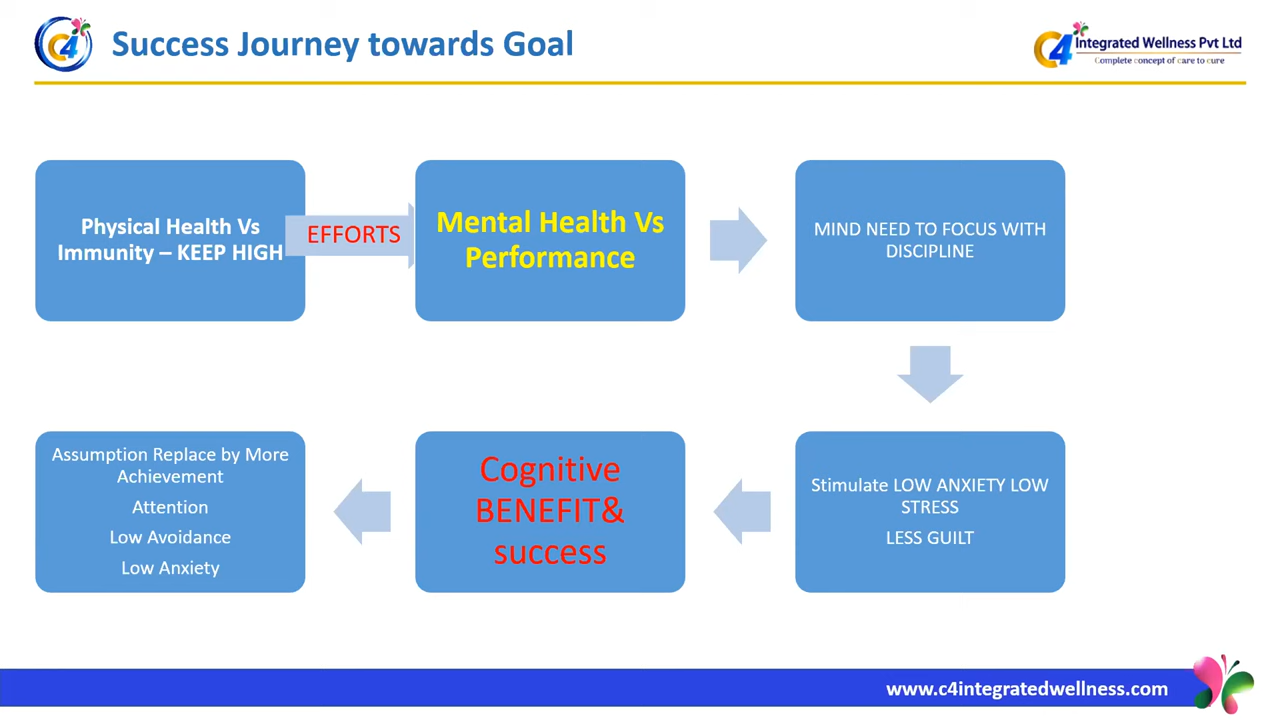 C4
Success Journey towards Goal
C4 Integrated Wellness Pvt Ltd
Complete concept of care to cure
Physical Health Vs
Immunity – KEEP HIGH
EFFORTS
Mental Health Vs
Performance
MIND NEED TO FOCUS WITH
DISCIPLINE
Stimulate LOW ANXIETY LOW
STRESS
LESS GUILT
Cognitive
BENEFIT&
success
Assumption Replace by More
Achievement
Attention
Low Avoidance
Low Anxiety
www.c4integratedwellness.com